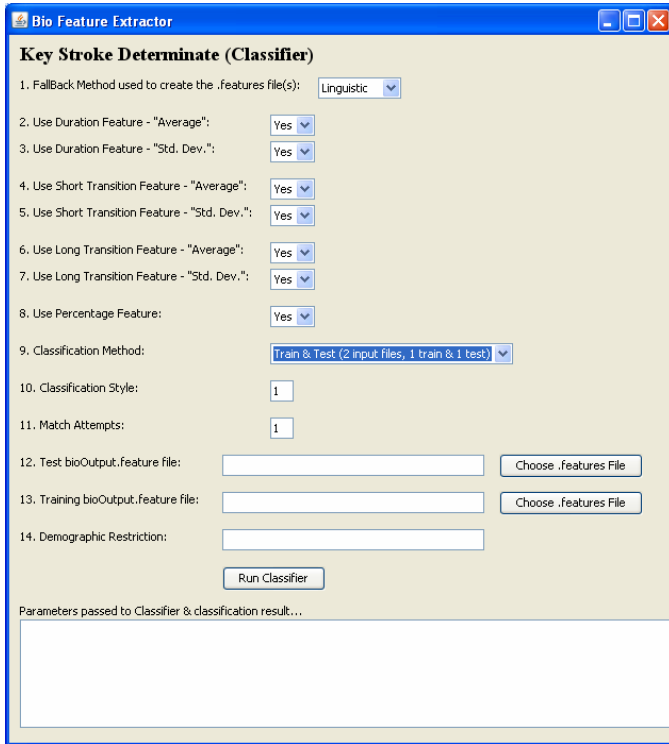 Bio Feature Extractor
Key Stroke Determinate (Classifier)
1. FallBack Method used to create the .features file(s): Linguistic
2. Use Duration Feature - "Average": Yes
3. Use Duration Feature - "Std. Dev.": Yes
4. Use Short Transition Feature - "Average": Yes
5. Use Short Transition Feature - "Std. Dev.": Yes
6. Use Long Transition Feature - "Average": Yes
7. Use Long Transition Feature - "Std. Dev.": Yes
8. Use Percentage Feature: Yes
9. Classification Method: Train & Test (2 input files, 1 train & 1 test)
10. Classification Style: 1
11. Match Attempts: 1
12. Test bioOutput.feature file: Choose .features File
13. Training bioOutput.feature file: Choose .features File
14. Demographic Restriction:
Run Classifier
Parameters passed to Classifier & classification result...